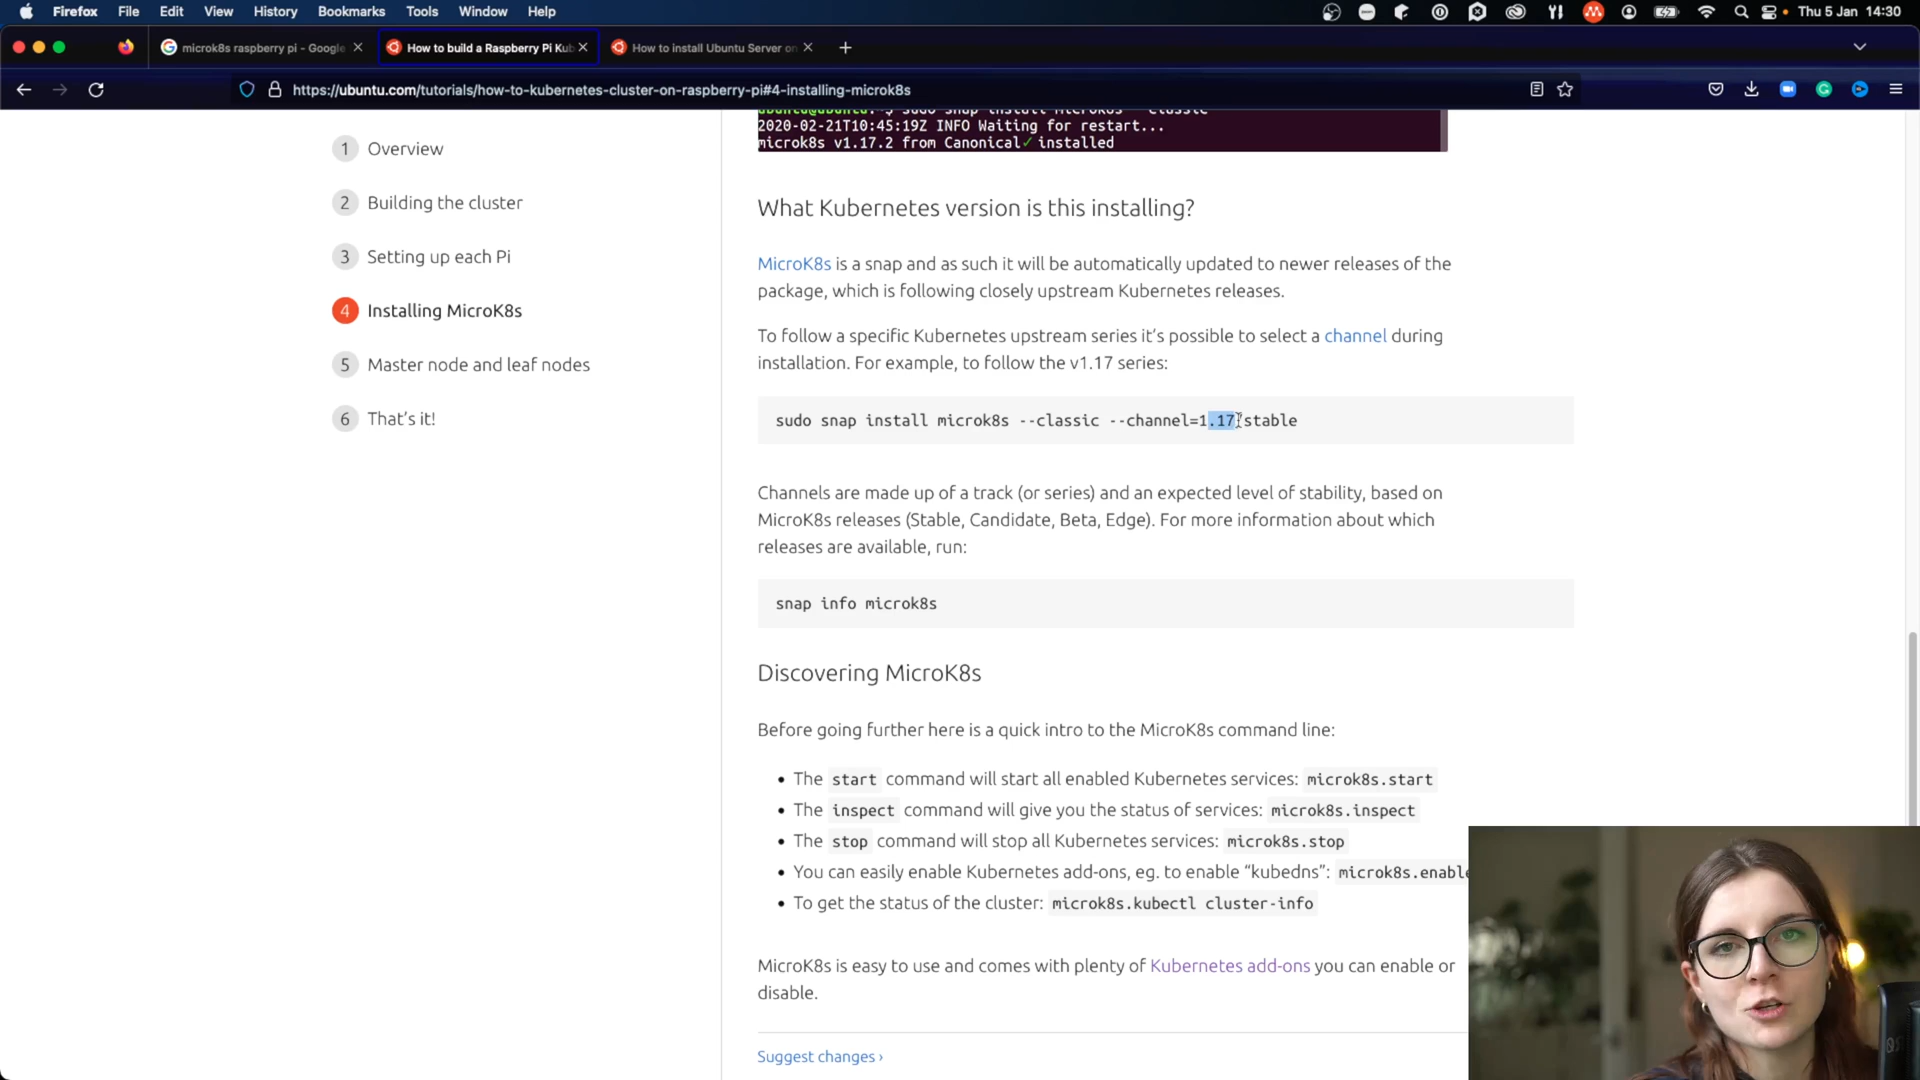 Firefox File Edit View History Bookmarks Tools Window Help
Thu 5 Jan 14:30
microk8s raspberry pi - Google
How to build a Raspberry Pi Kub
How to install Ubuntu Server on
https://ubuntu.com/tutorials/how-to-kubernetes-cluster-on-raspberry-pi#4-installing-microk8s
1 Overview
2 Building the cluster
3 Setting up each Pi
4 Installing MicroK8s
5 Master node and leaf nodes
6 That's it!
2020-02-21T10:45:19Z INFO Waiting for restart...
microk8s v1.17.2 from Canonical✓ installed
What Kubernetes version is this installing?
MicroK8s is a snap and as such it will be automatically updated to newer releases of the
package, which is following closely upstream Kubernetes releases.
To follow a specific Kubernetes upstream series it's possible to select a channel during
installation. For example, to follow the v1.17 series:
sudo snap install microk8s --classic --channel=1.17/stable
Channels are made up of a track (or series) and an expected level of stability, based on
MicroK8s releases (Stable, Candidate, Beta, Edge). For more information about which
releases are available, run:
snap info microk8s
Discovering MicroK8s
Before going further here is a quick intro to the MicroK8s command line:
• The start command will start all enabled Kubernetes services: microk8s.start
• The inspect command will give you the status of services: microk8s.inspect
• The stop command will stop all Kubernetes services: microk8s.stop
• You can easily enable Kubernetes add-ons, eg. to enable “kubedns”: microk8s.enable
• To get the status of the cluster: microk8s.kubectl cluster-info
MicroK8s is easy to use and comes with plenty of Kubernetes add-ons you can enable or
disable.
Suggest changes ›